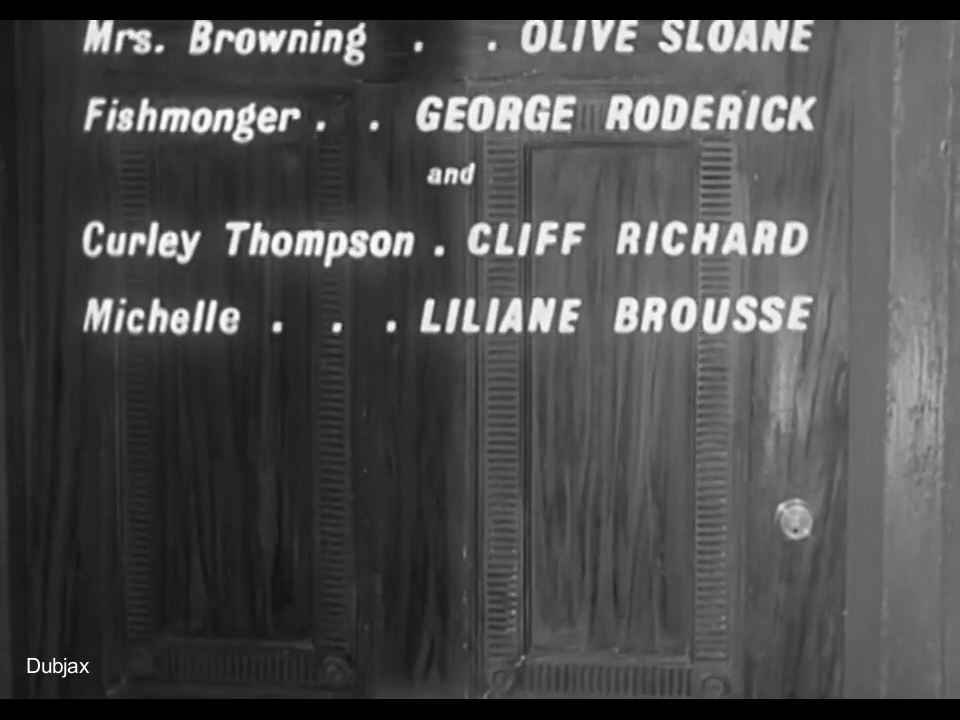 Mrs. Browning . . OLIVE SLOANE
Fishmonger . . GEORGE RODERICK
and
Curley Thompson . CLIFF RICHARD
Michelle . . . LILIANE BROUSSE
Dubjax